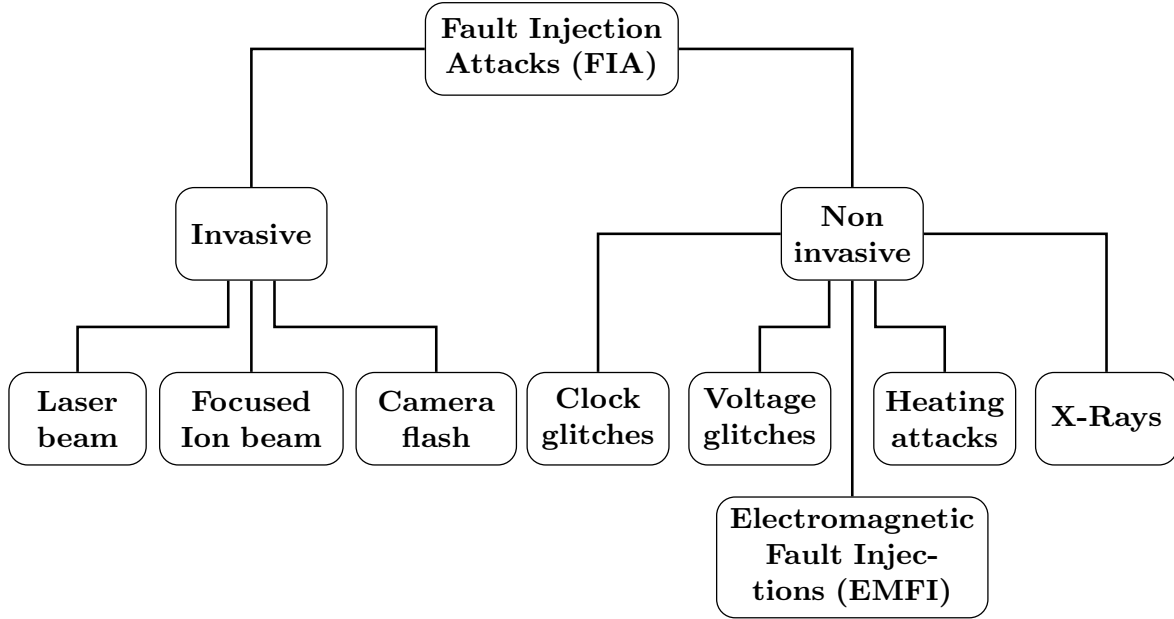 Fault Injection
Attacks (FIA)
Invasive
Non
invasive
Laser
beam
Focused
Ion beam
Camera
flash
Clock
glitches
Voltage
glitches
Heating
attacks
X-Rays
Electromagnetic
Fault Injec-
tions (EMFI)